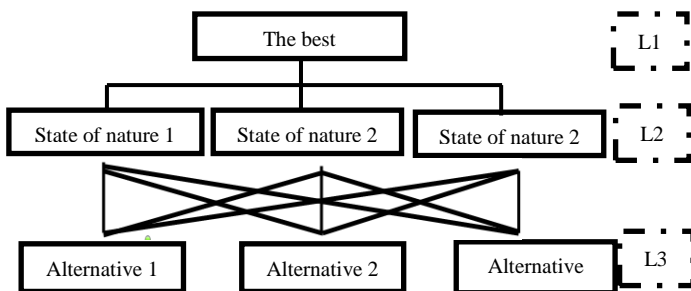 The best
L1
State of nature 1
State of nature 2
State of nature 2
L2
Alternative 1
Alternative 2
Alternative
L3